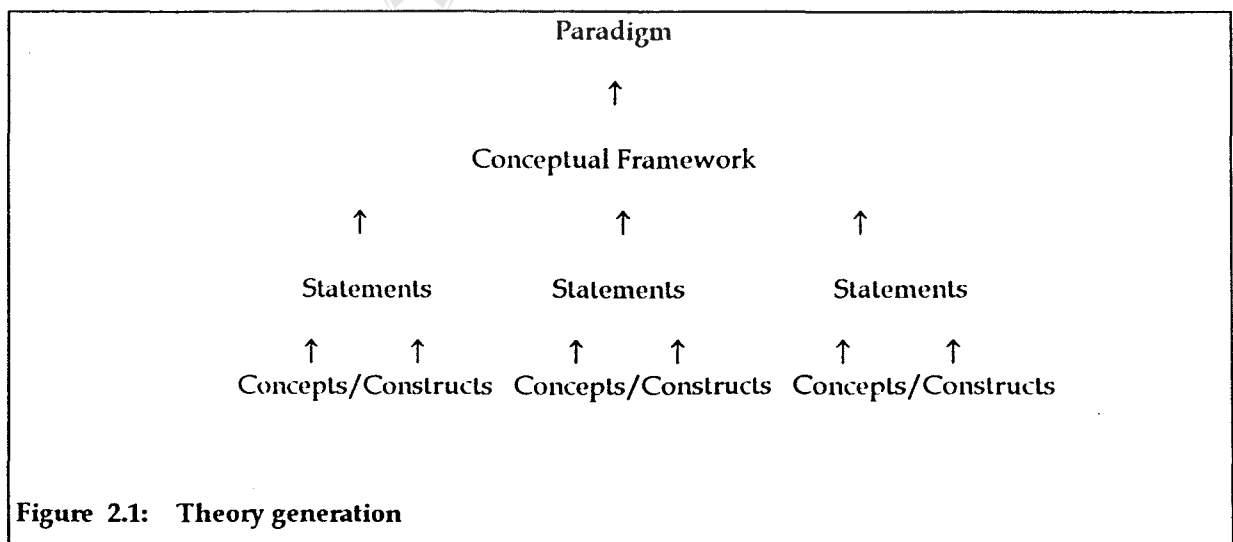 Paradigm
↑
Conceptual Framework
↑ ↑ ↑
Statements Statements Statements
↑ ↑ ↑ ↑ ↑ ↑
Concepts/Constructs Concepts/Constructs Concepts/Constructs
Figure 2.1: Theory generation